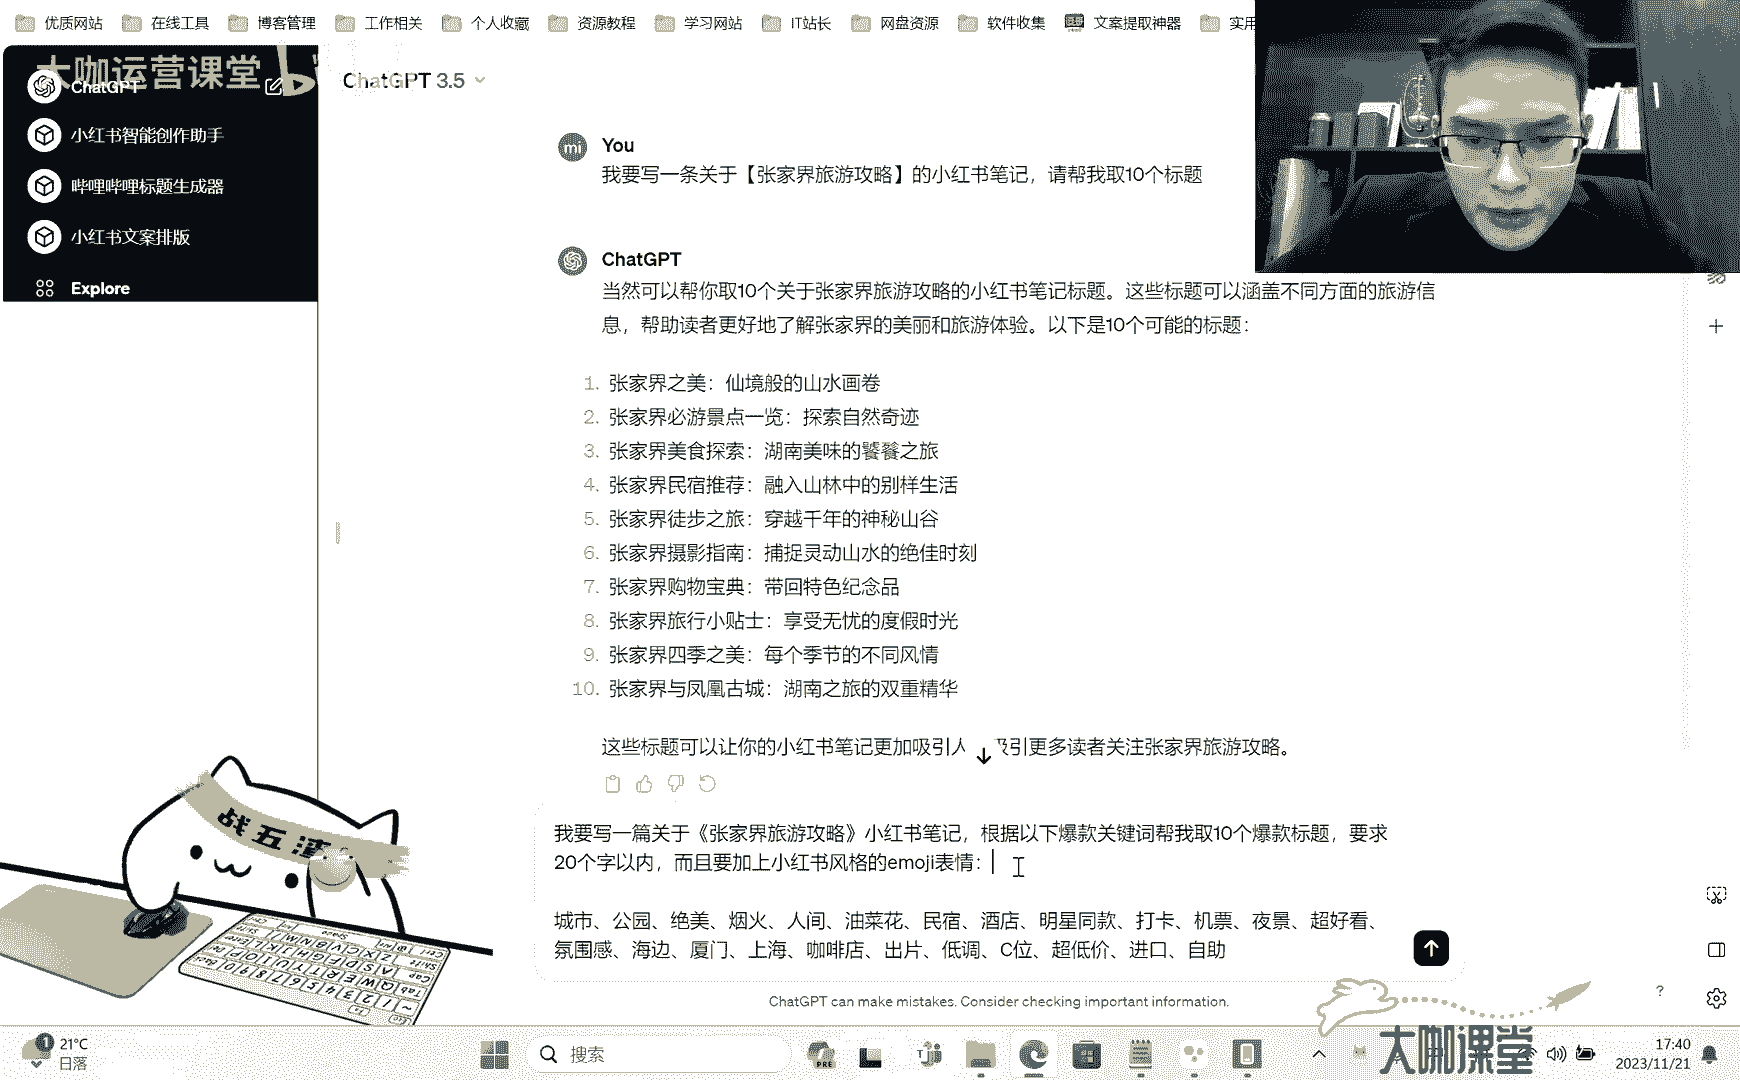 优质网站 在线工具 博客管理 工作相关 个人收藏 资源教程 学习网站 IT站长 网盘资源 软件收集 文案提取神器 实用
大咖运营课堂
ChatGPT
小红书智能创作助手
哔哩哔哩标题生成器
小红书文案排版
Explore
ChatGPT 3.5
mi
You
我要写一条关于【张家界旅游攻略】的小红书笔记，请帮我取10个标题
ChatGPT
当然可以帮你取10个关于张家界旅游攻略的小红书笔记标题。这些标题可以涵盖不同方面的旅游信
息，帮助读者更好地了解张家界的美丽和旅游体验。以下是10个可能的标题：
1. 张家界之美：仙境般的山水画卷
2. 张家界必游景点一览：探索自然奇迹
3. 张家界美食探索：湖南美味的饕餮之旅
4. 张家界民宿推荐：融入山林中的别样生活
5. 张家界徒步之旅：穿越千年的神秘山谷
6. 张家界摄影指南：捕捉灵动山水的绝佳时刻
7. 张家界购物宝典：带回特色纪念品
8. 张家界旅行小贴士：享受无忧的度假时光
9. 张家界四季之美：每个季节的不同风情
10. 张家界与凤凰古城：湖南之旅的双重精华
这些标题可以让你的小红书笔记更加吸引人 吸引更多读者关注张家界旅游攻略。
我要写一篇关于《张家界旅游攻略》小红书笔记，根据以下爆款关键词帮我取10个爆款标题，要求
20个字以内，而且要加上小红书风格的emoji表情：
城市、公园、绝美、烟火、人间、油菜花、民宿、酒店、明星同款、打卡、机票、夜景、超好看、
氛围感、海边、厦门、上海、咖啡店、出片、低调、C位、超低价、进口、自助
ChatGPT can make mistakes. Consider checking important information.
?
战五渣
大咖课堂
1
21°C
日落
搜索
PRE
17:40
2023/11/21